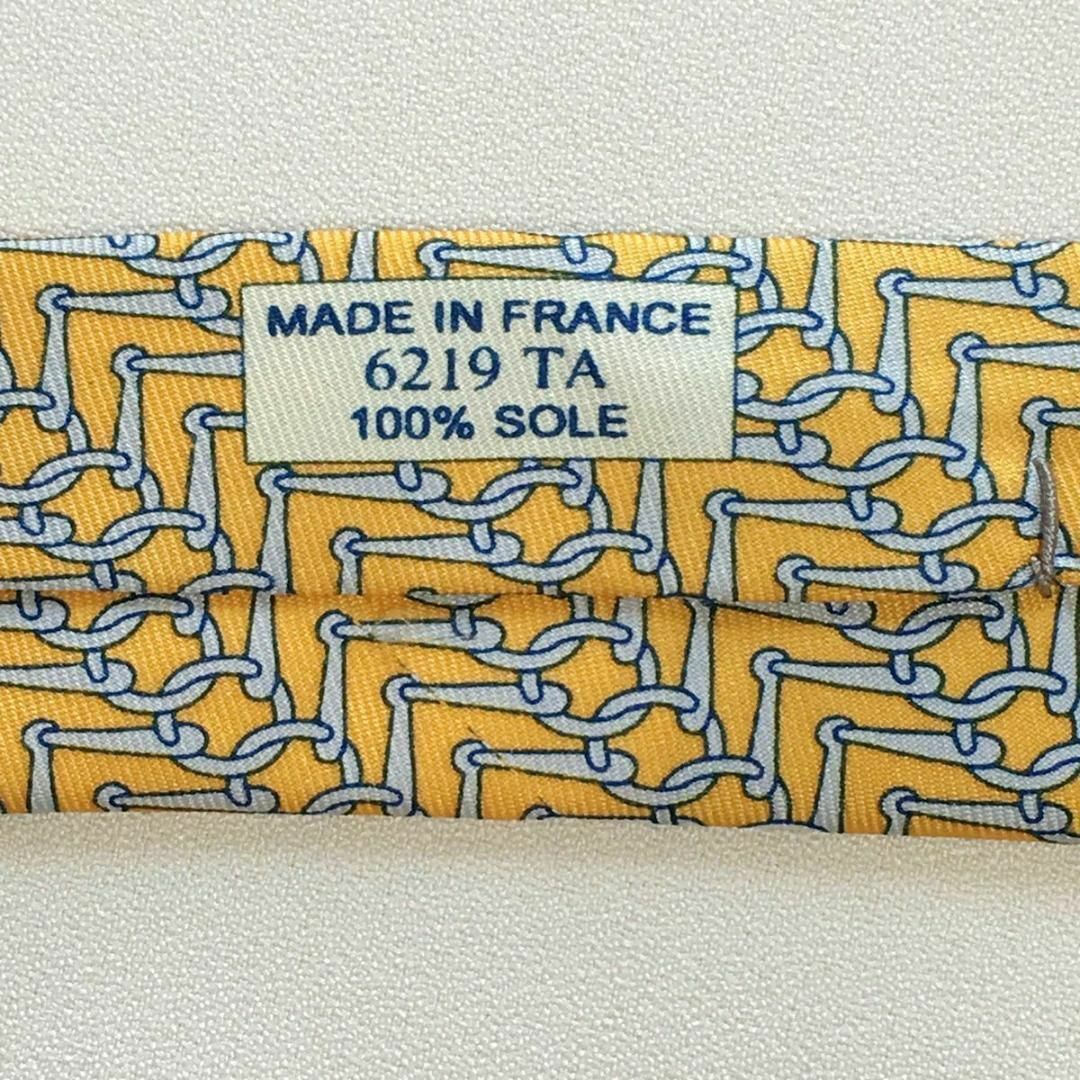 MADE IN FRANCE
6219 TA
100% SOLE